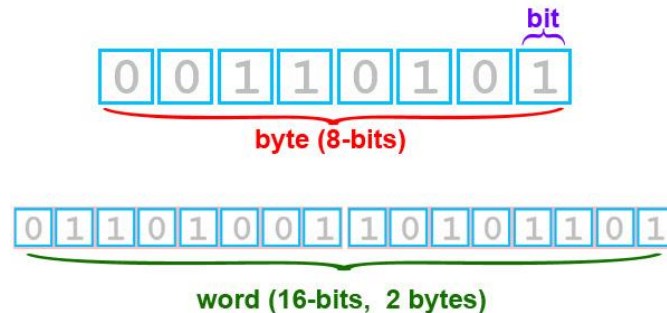 bit
0 0 1 1 0 1 0 1
byte (8-bits)
0 1 1 0 1 0 0 1 1 0 1 0 1 1 0 1
word (16-bits, 2 bytes)